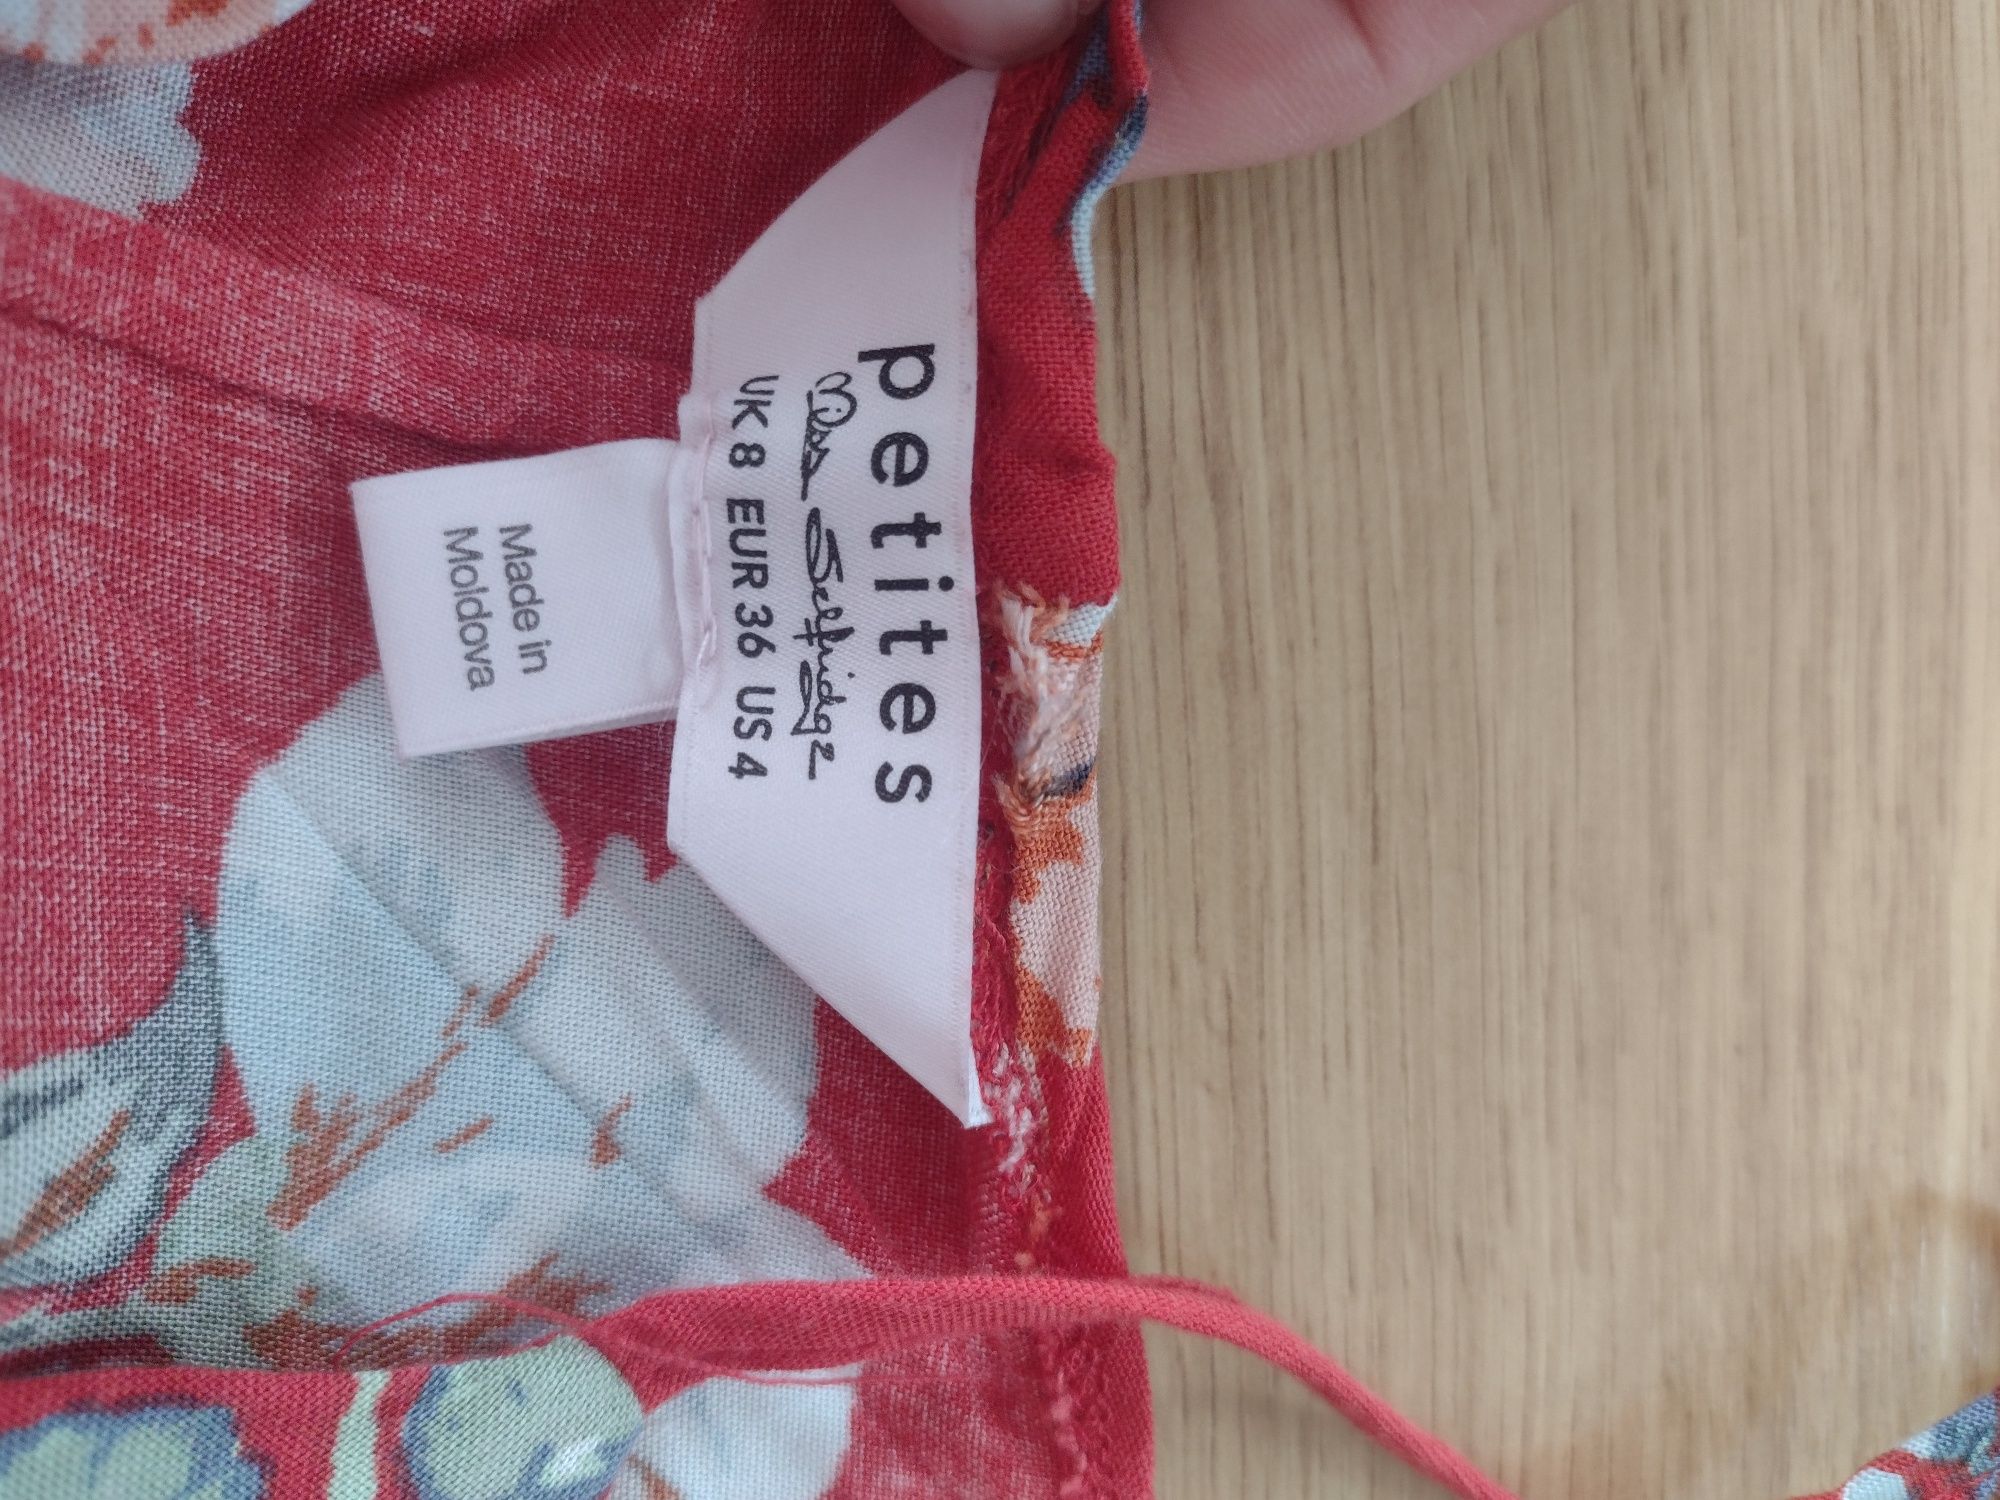 petites
Miss Selfridge
UK 8 EUR 36 US 4
Made in
Moldova